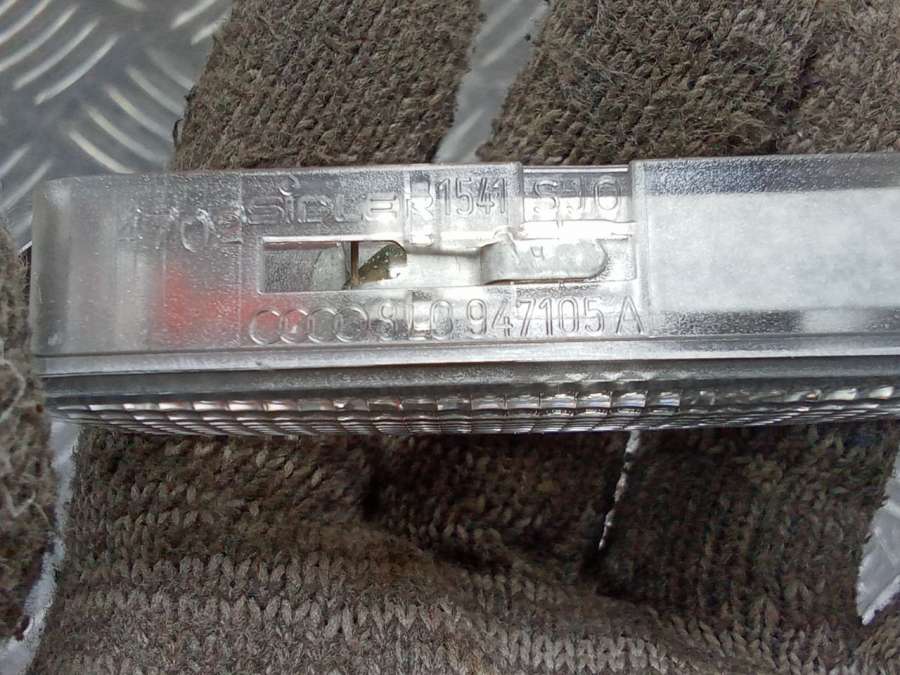 SidLER 1541 SJO
4702
8L0 947105 A